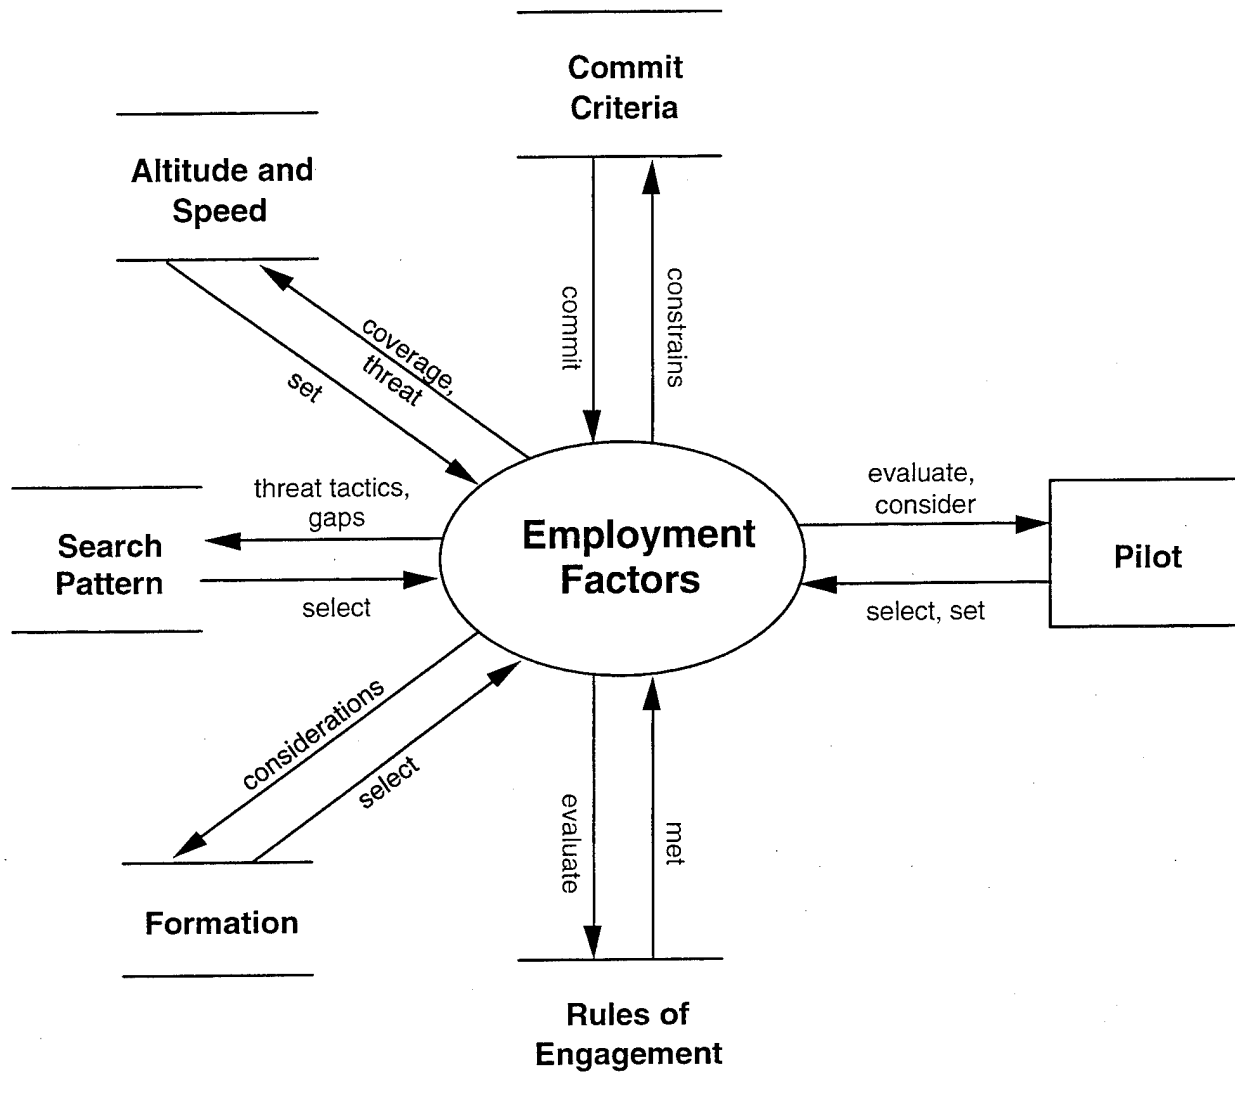 Commit
Criteria
Altitude and
Speed
commit
constrains
coverage,
threat
set
threat tactics,
gaps
Search
Pattern
select
Employment
Factors
evaluate,
consider
Pilot
select, set
considerations
select
evaluate
met
Formation
Rules of
Engagement